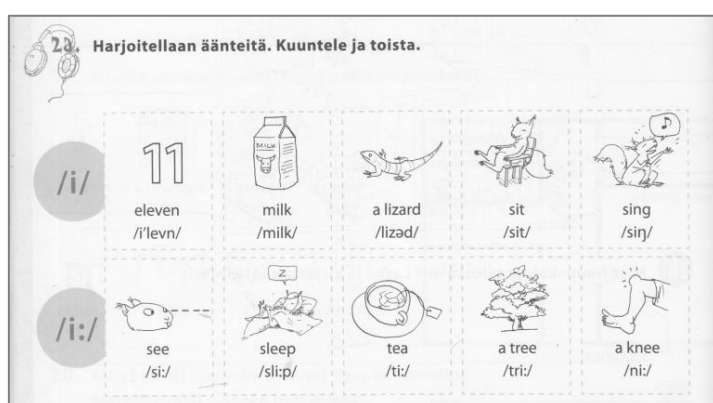 2a. Harjoitellaan äänteitä. Kuuntele ja toista.
/i/
11
MILK
eleven milk a lizard sit sing
/i'levn/ /milk/ /lizəd/ /sit/ /siŋ/
/i:/
z
see sleep tea a tree a knee
/si:/ /sli:p/ /ti:/ /tri:/ /ni:/